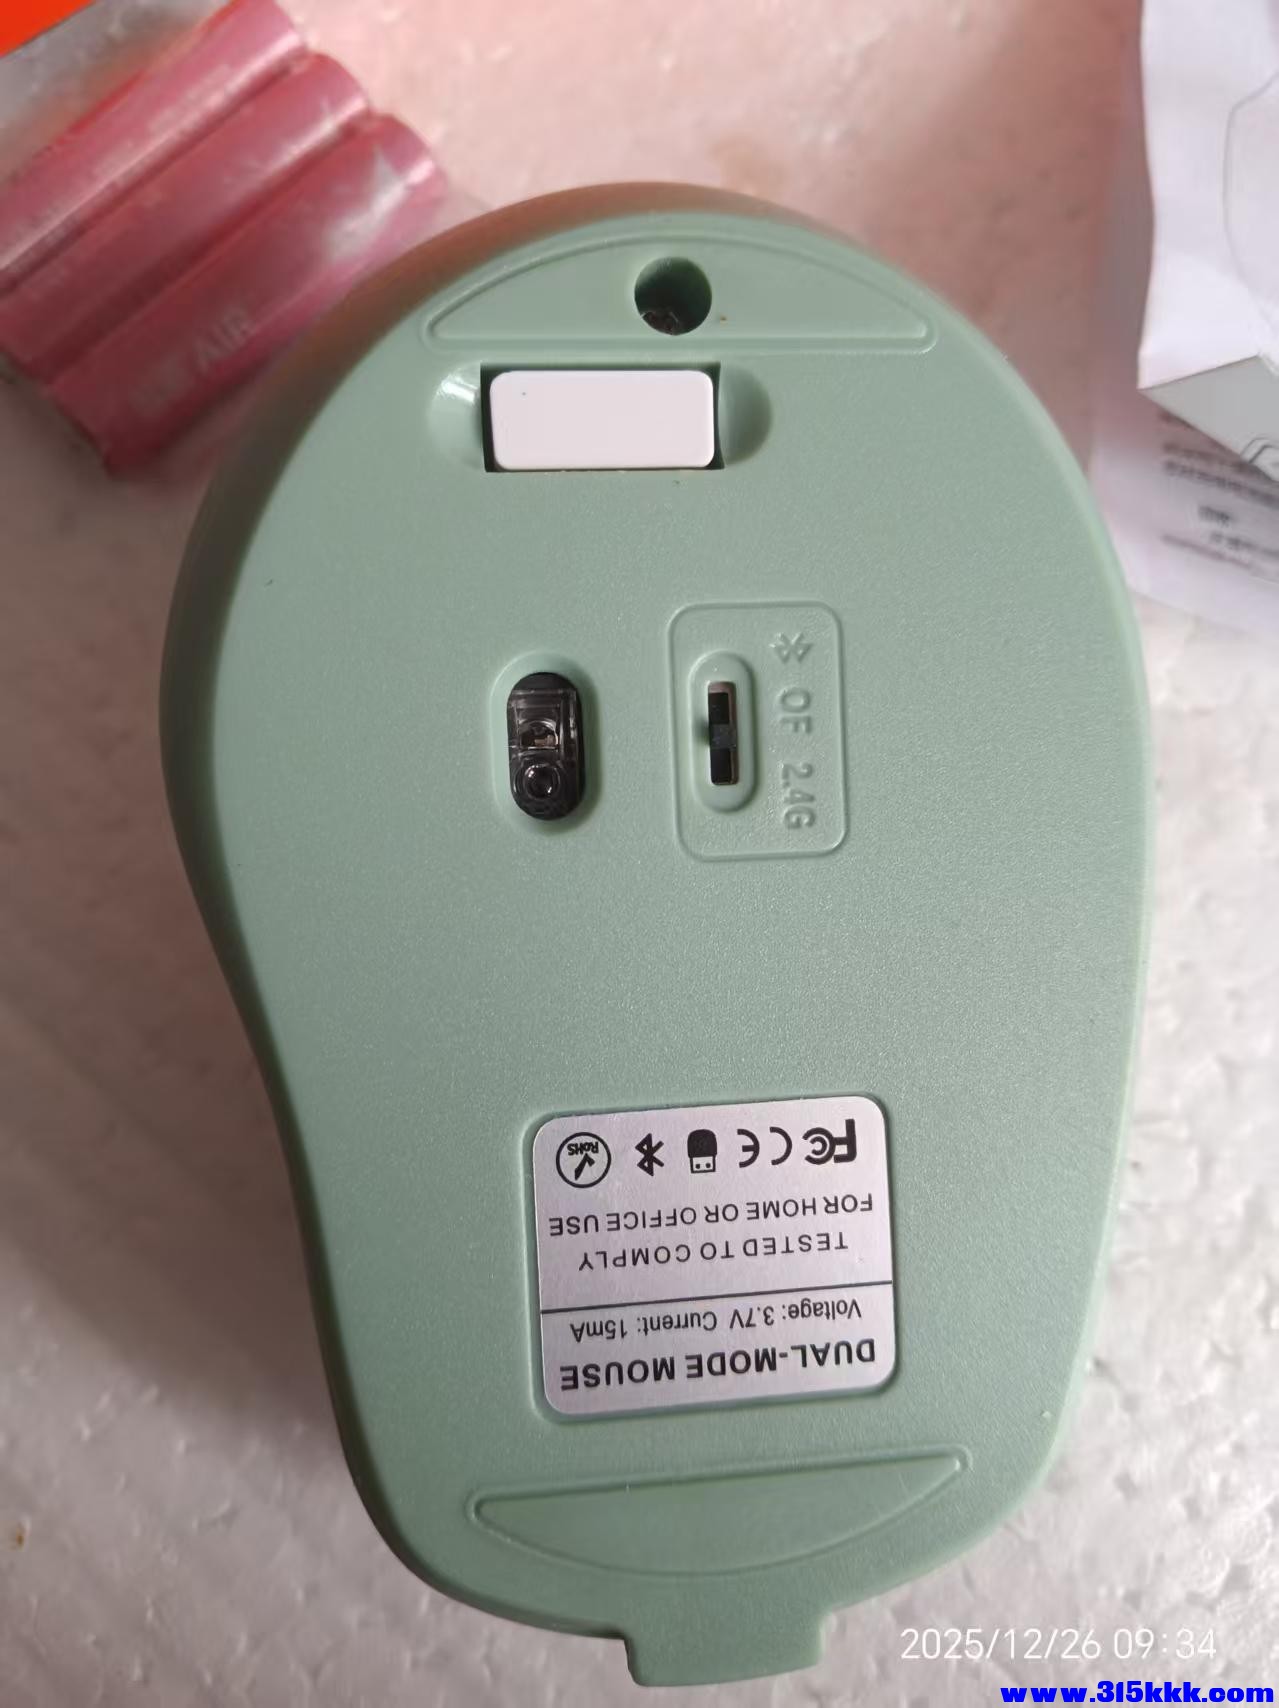 AIR
OF 2.4G
DUAL-MODE MOUSE
Voltage: 3.7V Current: 15mA
TESTED TO COMPLY
FOR HOME OR OFFICE USE
FC CE RoHS
2025/12/26 09:34
www.315kkk.com